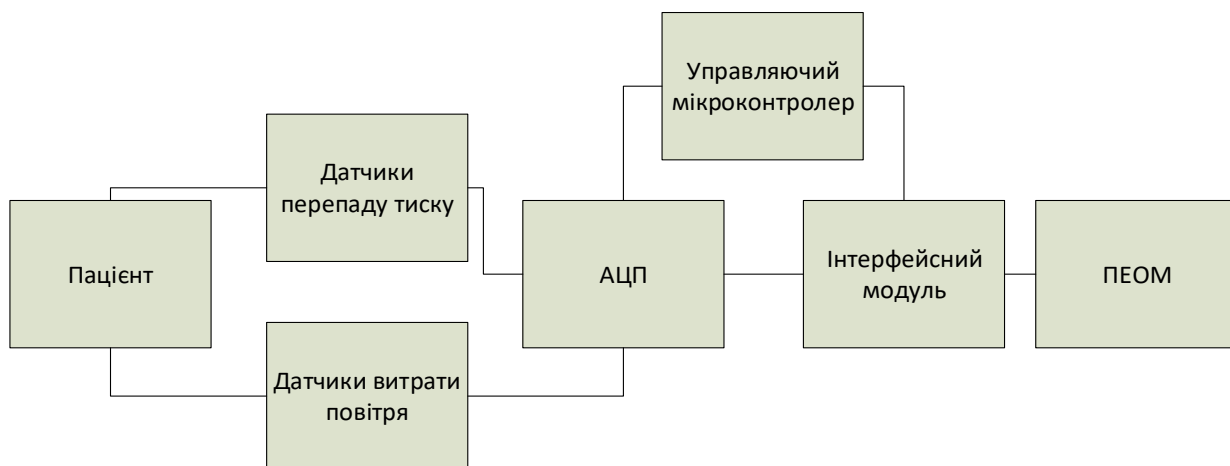 Управляючий
мікроконтролер
Датчики
перепаду тиску
Пацієнт
АЦП
Інтерфейсний
модуль
ПЕОМ
Датчики витрати
повітря